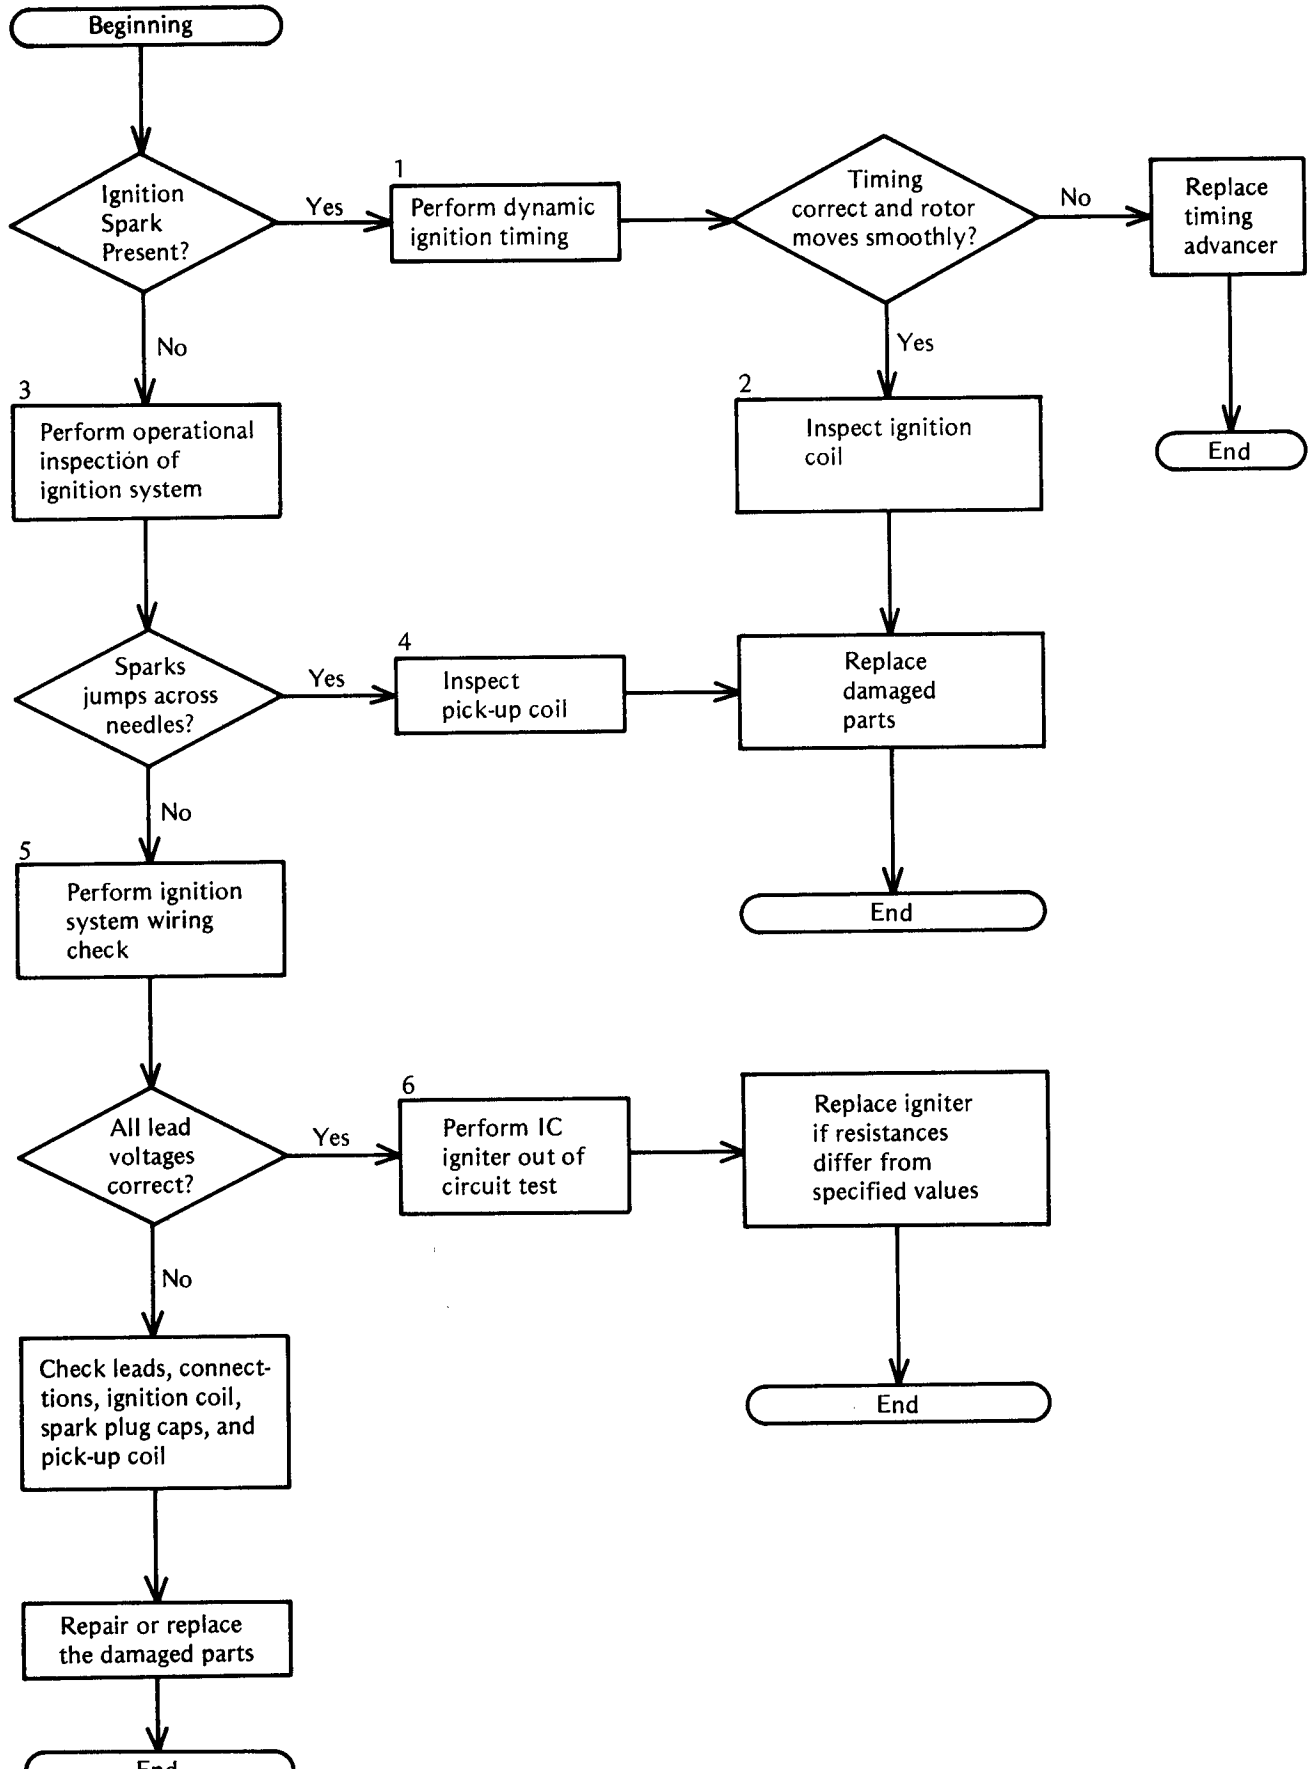 Beginning
Ignition
Spark
Present?
Yes
1
Perform dynamic
ignition timing
Timing
correct and rotor
moves smoothly?
No
Replace
timing
advancer
End
No
Yes
3
Perform operational
inspection of
ignition system
2
Inspect ignition
coil
Sparks
jumps across
needles?
Yes
4
Inspect
pick-up coil
Replace
damaged
parts
End
No
5
Perform ignition
system wiring
check
All lead
voltages
correct?
Yes
6
Perform IC
igniter out of
circuit test
Replace igniter
if resistances
differ from
specified values
End
No
Check leads, connect-
tions, ignition coil,
spark plug caps, and
pick-up coil
Repair or replace
the damaged parts
End